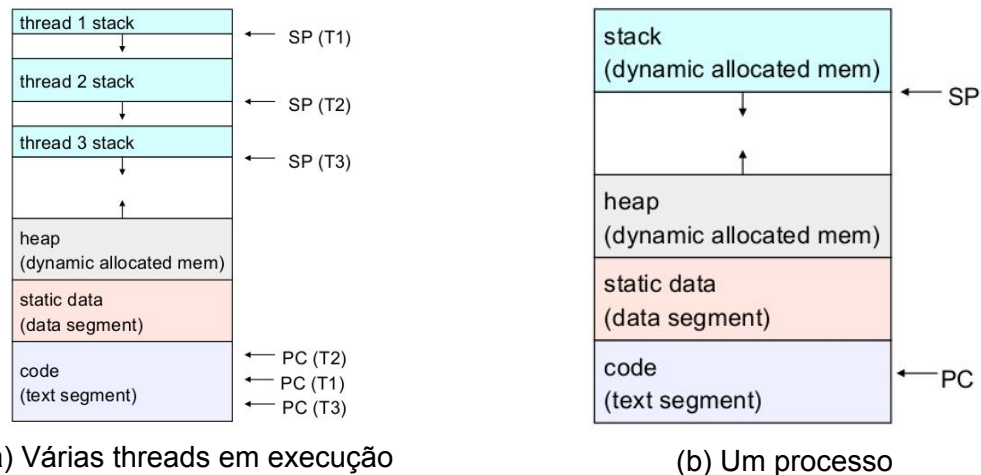 thread 1 stack
SP (T1)
thread 2 stack
SP (T2)
thread 3 stack
SP (T3)
heap
(dynamic allocated mem)
static data
(data segment)
code
(text segment)
PC (T2)
PC (T1)
PC (T3)
a) Várias threads em execução
stack
(dynamic allocated mem)
SP
heap
(dynamic allocated mem)
static data
(data segment)
code
(text segment)
PC
(b) Um processo